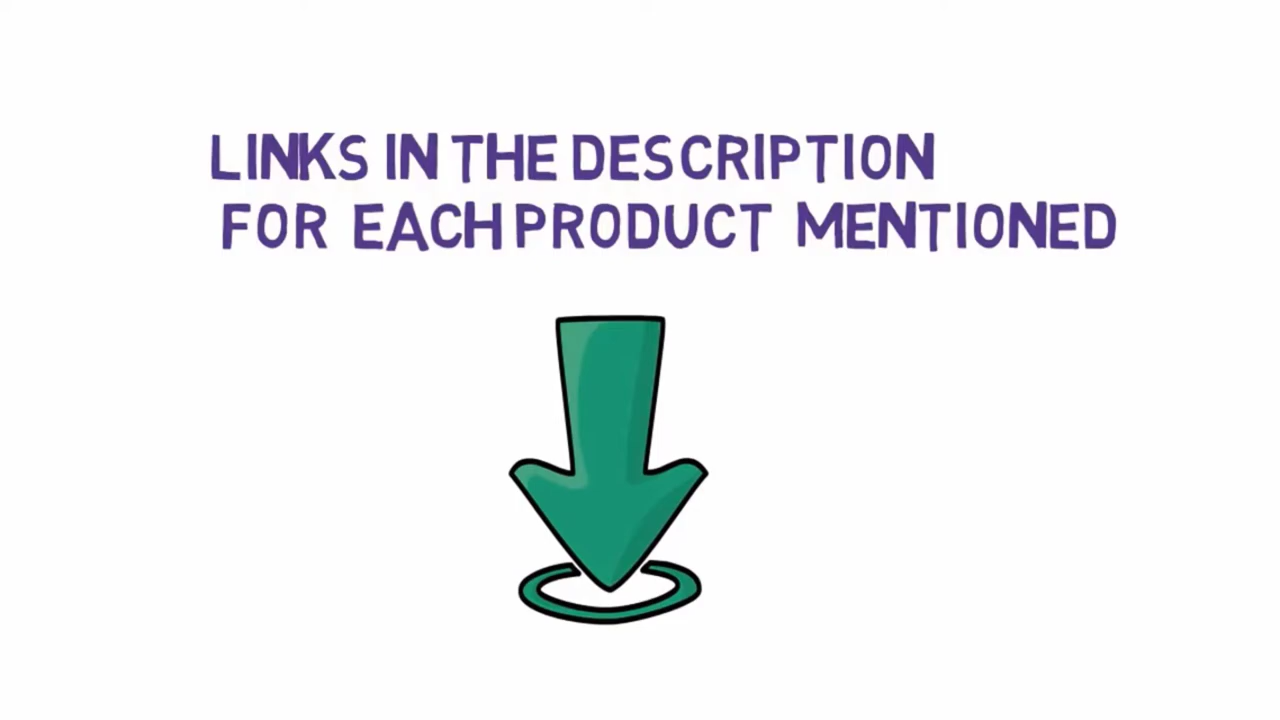 LINKS IN THE DESCRIPTION
FOR EACH PRODUCT MENTIONED